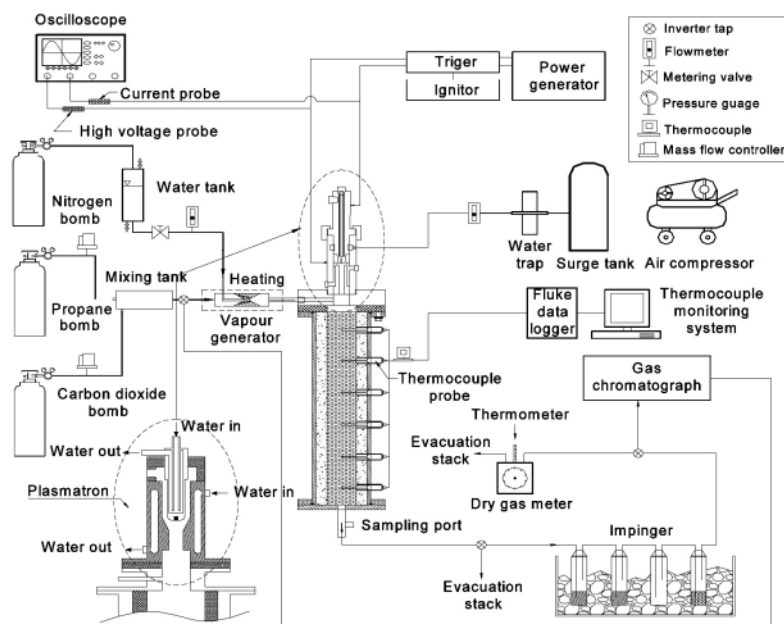 Oscilloscope
Current probe
High voltage probe
Triger
Ignitor
Power
generator
Inverter tap
Flowmeter
Metering valve
Pressure guage
Thermocouple
Mass flow controller
Nitrogen
bomb
Water tank
Water
trap
Surge tank
Air compressor
Mixing tank
Heating
Propane
bomb
Vapour
generator
Fluke
data
logger
Thermocouple
monitoring
system
Carbon dioxide
bomb
Thermocouple
probe
Gas
chromatograph
Thermometer
Water in
Water out
Evacuation
stack
Plasmatron
Water in
Dry gas meter
Sampling port
Impinger
Water out
Evacuation
stack